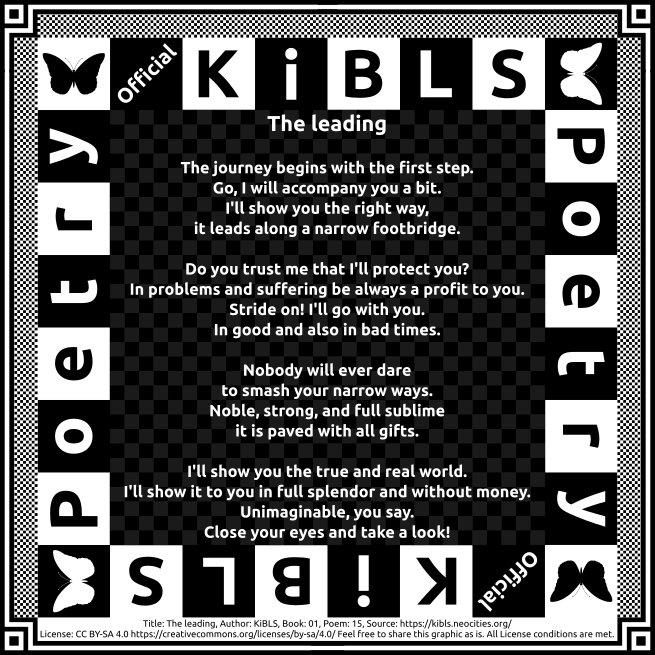 Official KiBLS
Poetry
Poetry
The leading
The journey begins with the first step.
Go, I will accompany you a bit.
I'll show you the right way,
it leads along a narrow footbridge.
Do you trust me that I'll protect you?
In problems and suffering be always a profit to you.
Stride on! I'll go with you.
In good and also in bad times.
Nobody will ever dare
to smash your narrow ways.
Noble, strong, and full sublime
it is paved with all gifts.
I'll show you the true and real world.
I'll show it to you in full splendor and without money.
Unimaginable, you say.
Close your eyes and take a look!
Official KiBLS
Title: The leading, Author: KiBLS, Book: 01, Poem: 15, Source: https://kibls.neocities.org/
License: CC BY-SA 4.0 https://creativecommons.org/licenses/by-sa/4.0/ Feel free to share this graphic as is. All License conditions are met.